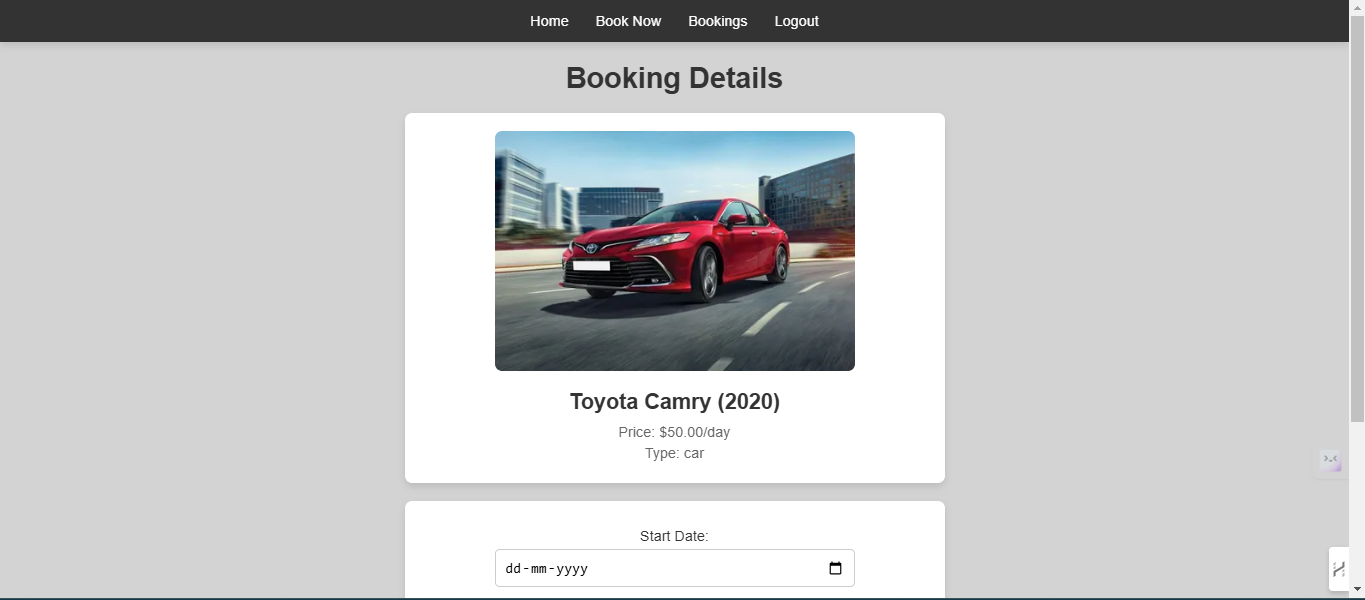 Home Book Now Bookings Logout
Booking Details
Toyota Camry (2020)
Price: $50.00/day
Type: car
Start Date:
dd-mm-yyyy